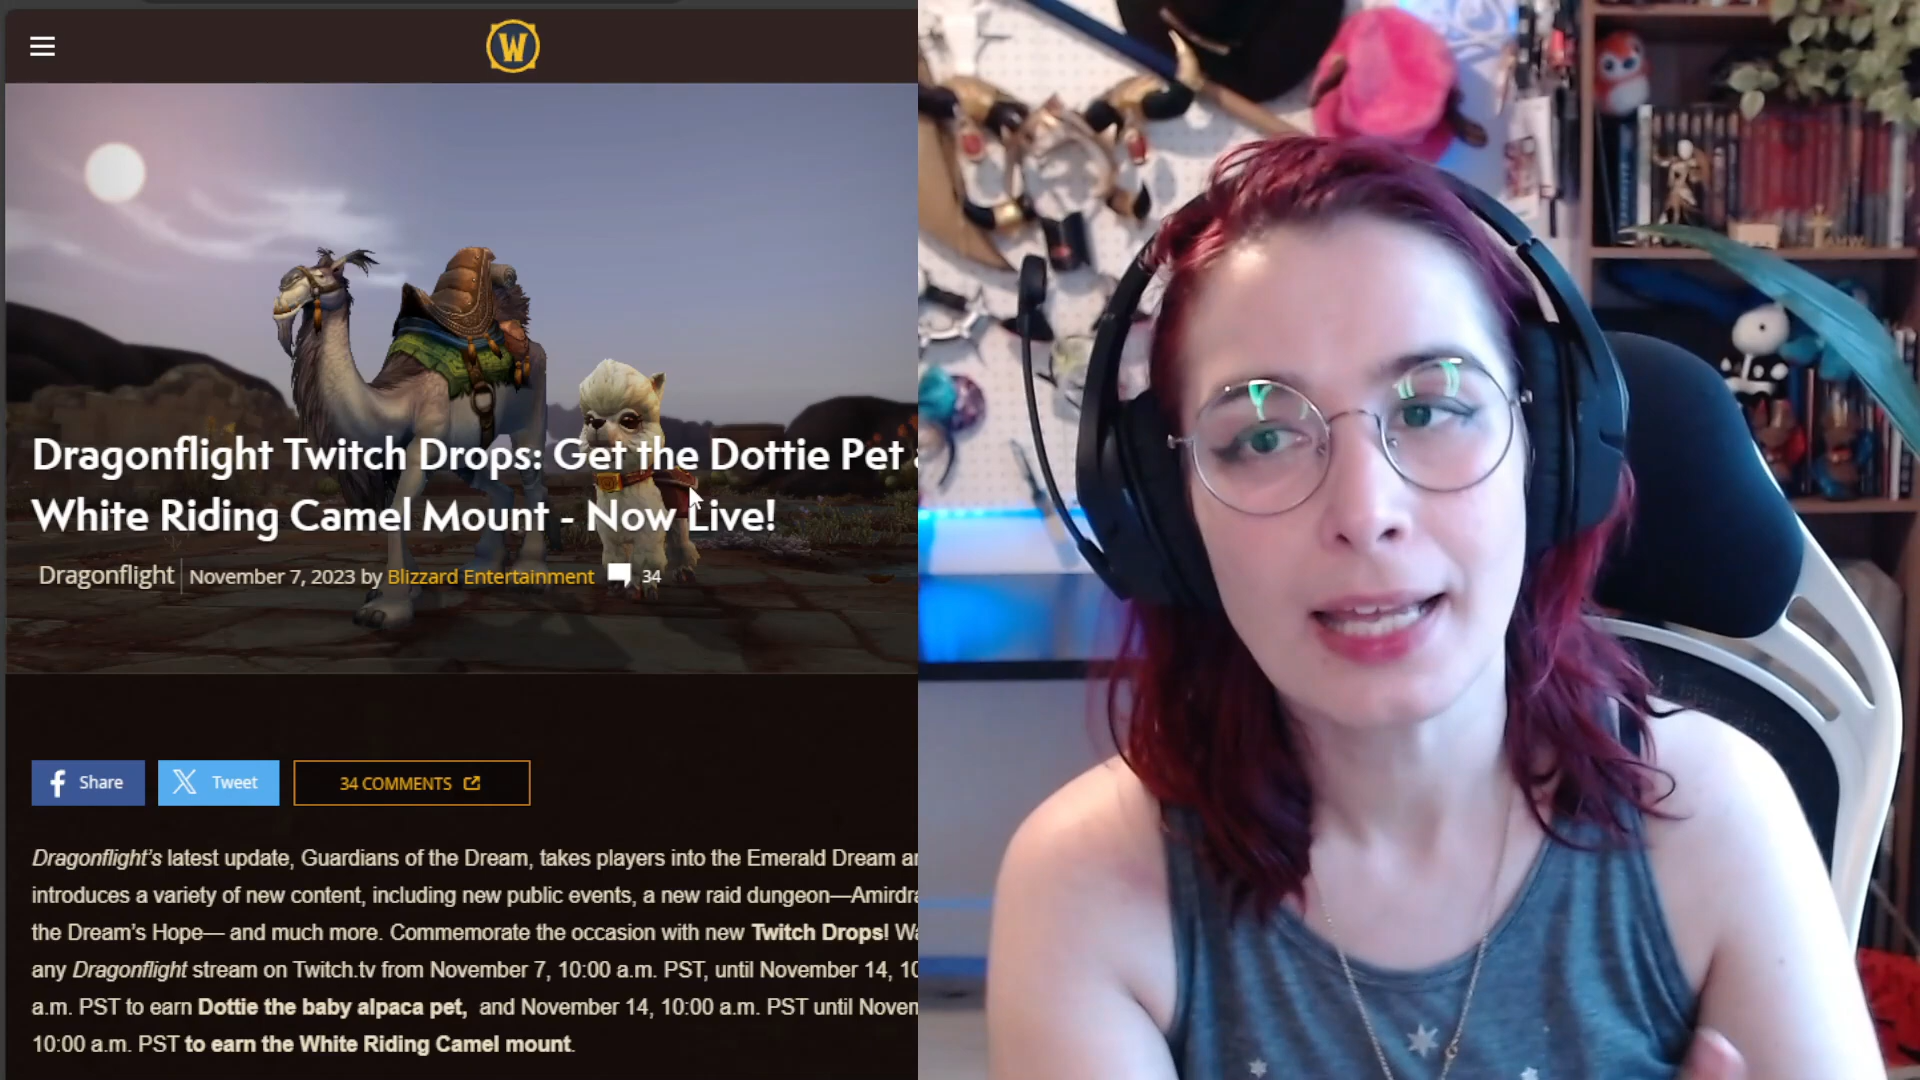 W
Dragonflight Twitch Drops: Get the Dottie Pet
White Riding Camel Mount - Now Live!
Dragonflight | November 7, 2023 by Blizzard Entertainment 34
Share Tweet 34 COMMENTS
Dragonflight's latest update, Guardians of the Dream, takes players into the Emerald Dream
introduces a variety of new content, including new public events, a new raid dungeon—Amirdra
the Dream's Hope— and much more. Commemorate the occasion with new Twitch Drops!
any Dragonflight stream on Twitch.tv from November 7, 10:00 a.m. PST, until November 14, 10
a.m. PST to earn Dottie the baby alpaca pet, and November 14, 10:00 a.m. PST until Noven
10:00 a.m. PST to earn the White Riding Camel mount.